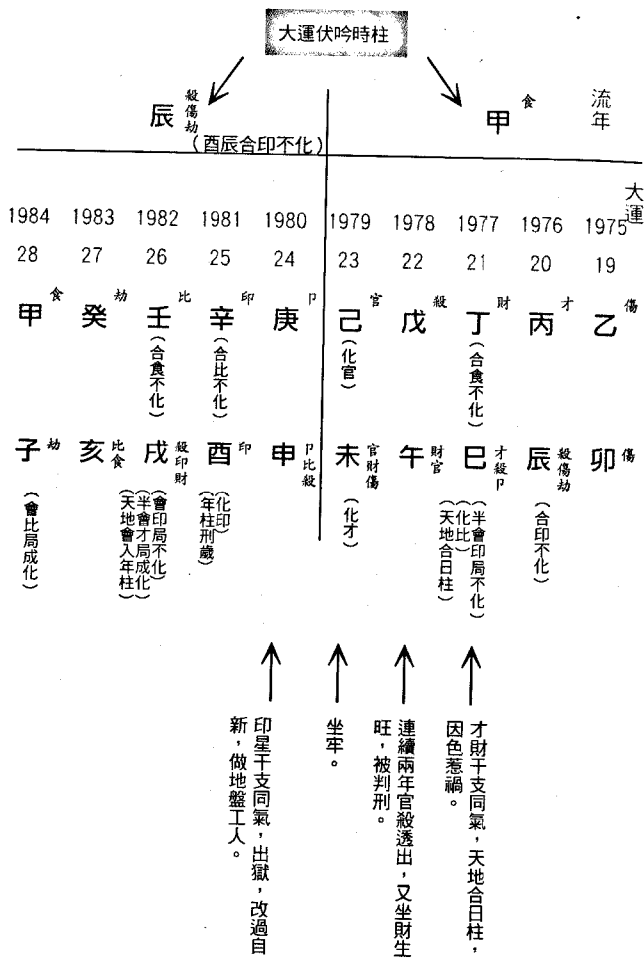 大運伏吟時柱
流年
甲 食
辰 殺傷劫
(酉辰合印不化)
大運
1975 1976 1977 1978 1979 1980 1981 1982 1983 1984
19 20 21 22 23 24 25 26 27 28
乙 傷
丙 才
丁 財
(合食不化)
戊 殺
己 官
(化官)
庚 卩
辛 印
(合比不化)
壬 比
(合食不化)
癸 劫
甲 食
卯 傷
辰 殺傷劫
(合印不化)
巳 才殺卩
(半會印局不化)
(化比)
(天地合日柱)
午 財官
未 官財傷
(化才)
申 卩比殺
酉 印
(化印)
(年柱刑歲)
戌 殺印財
(會印局不化)
(半會才局成化)
(天地會入年柱)
亥 比食
子 劫
(會比局成化)
才財干支同氣,天地合日柱,
因色惹禍。
連續兩年官殺透出,又坐財生
旺,被判刑。
坐牢。
印星干支同氣,出獄,改過自
新,做地盤工人。